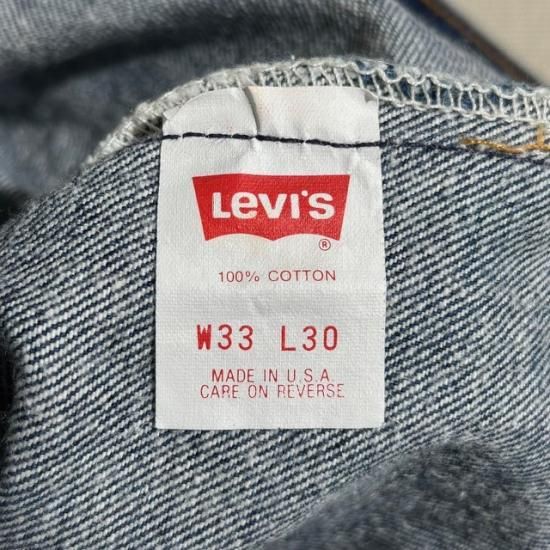 Levi's
®
100% COTTON
W33 L30
MADE IN U.S.A
CARE ON REVERSE